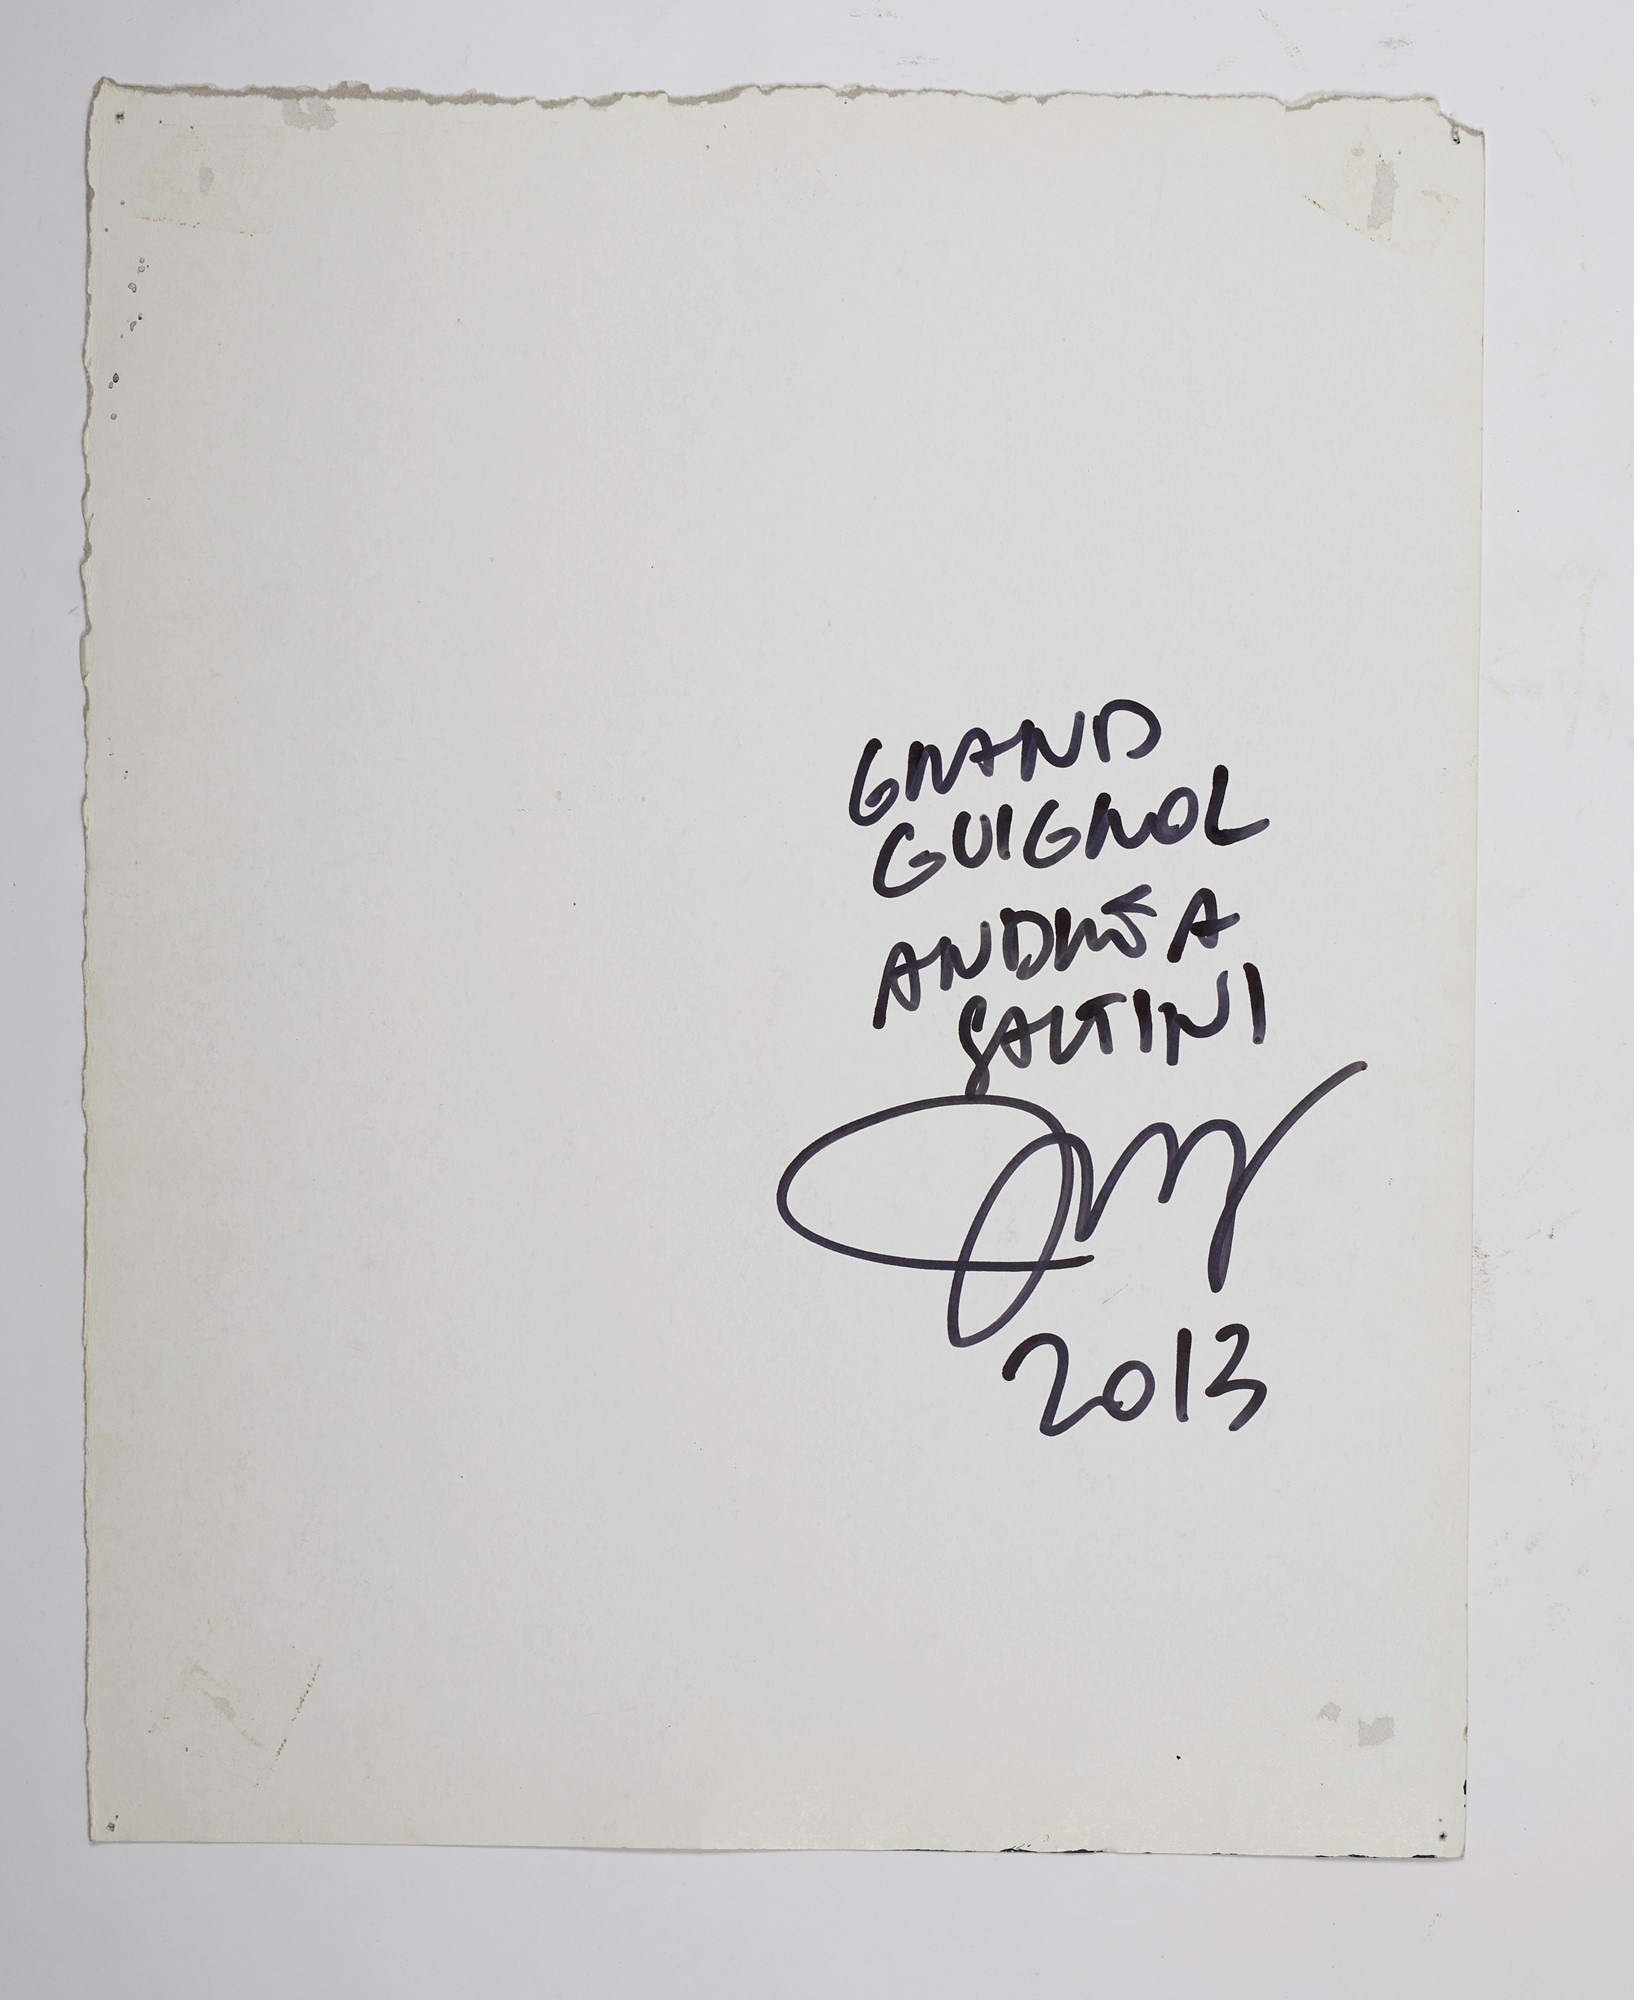 GRAND
GUIGNOL
ANDREA
SALTINI
2013